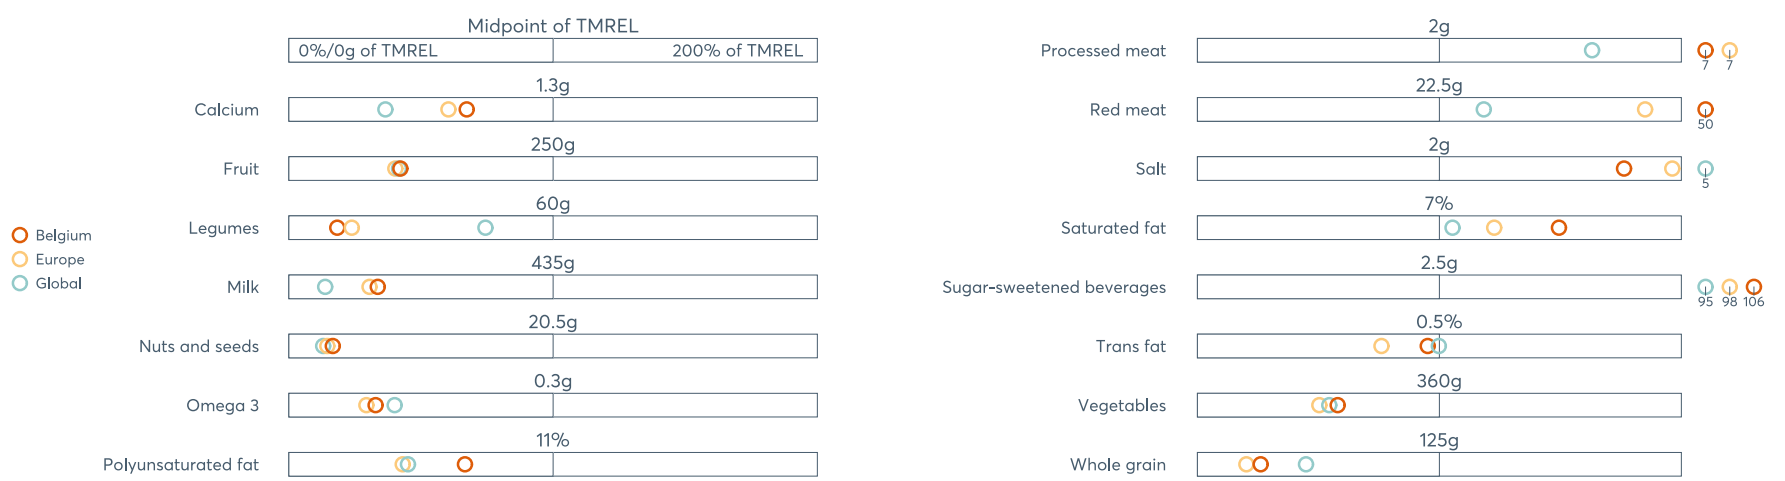 Midpoint of TMREL
0%/0g of TMREL 200% of TMREL
1.3g
Calcium
250g
Fruit
60g
Legumes
435g
Milk
20.5g
Nuts and seeds
0.3g
Omega 3
11%
Polyunsaturated fat
Belgium
Europe
Global
2g
Processed meat
7 7
22.5g
Red meat
50
2g
Salt
5
7%
Saturated fat
2.5g
Sugar-sweetened beverages
95 98 106
0.5%
Trans fat
360g
Vegetables
125g
Whole grain